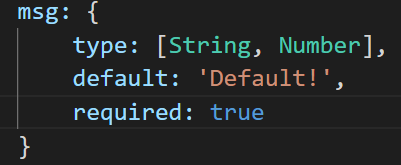 msg: {
    type: [String, Number],
    default: 'Default!',
    required: true
}